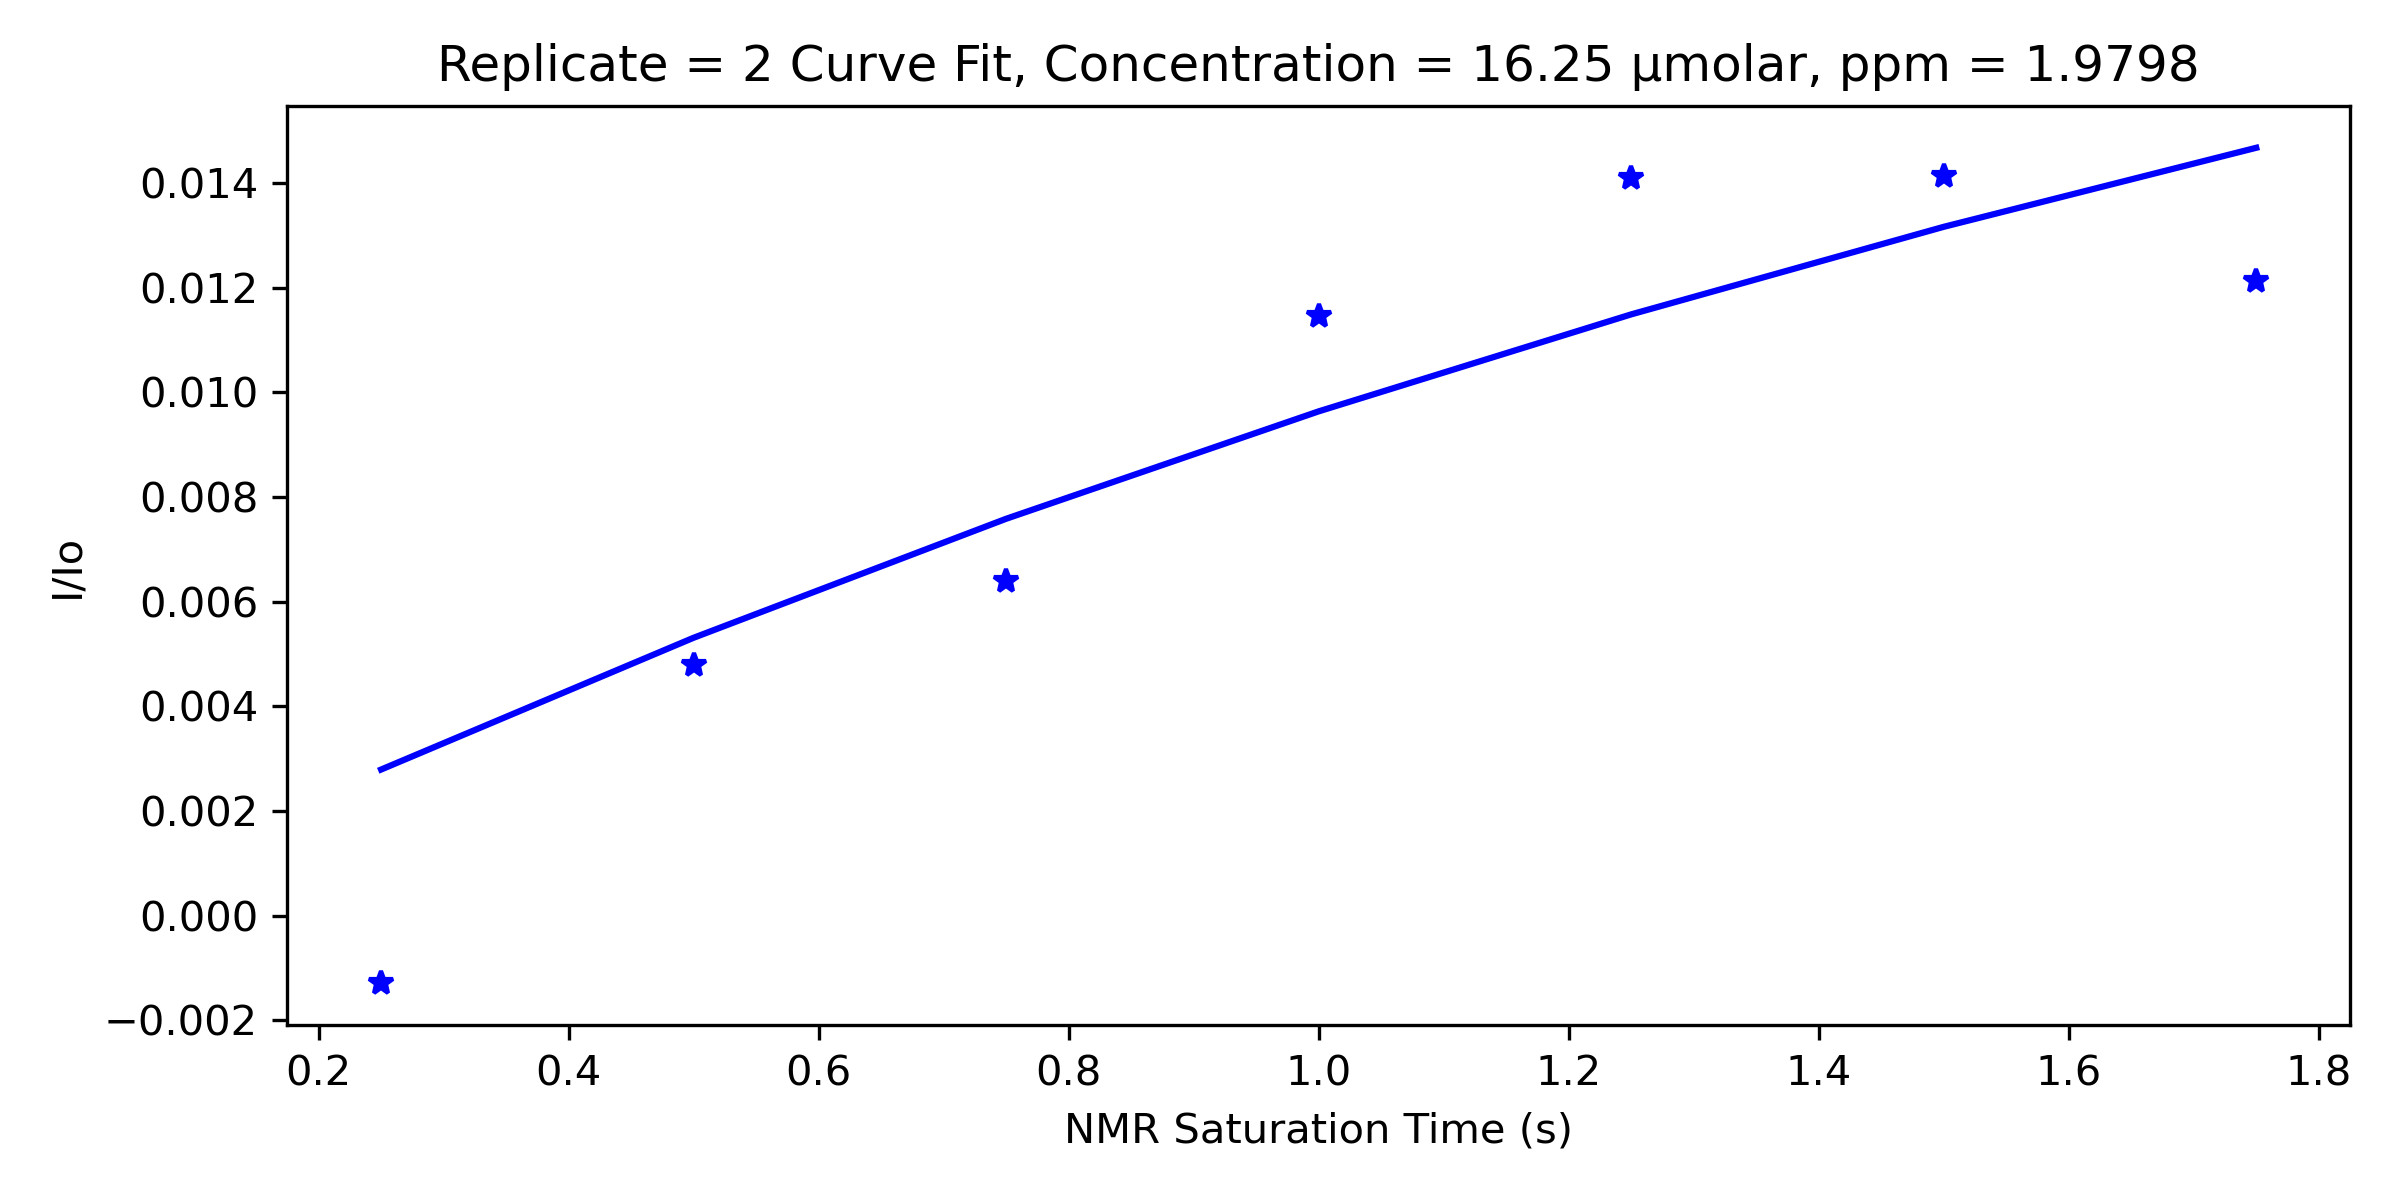 Replicate = 2 Curve Fit, Concentration = 16.25 μmolar, ppm = 1.9798
0.014
0.012
0.010
0.008
0.006
0.004
0.002
0.000
−0.002
I/Io
0.2 0.4 0.6 0.8 1.0 1.2 1.4 1.6 1.8
NMR Saturation Time (s)